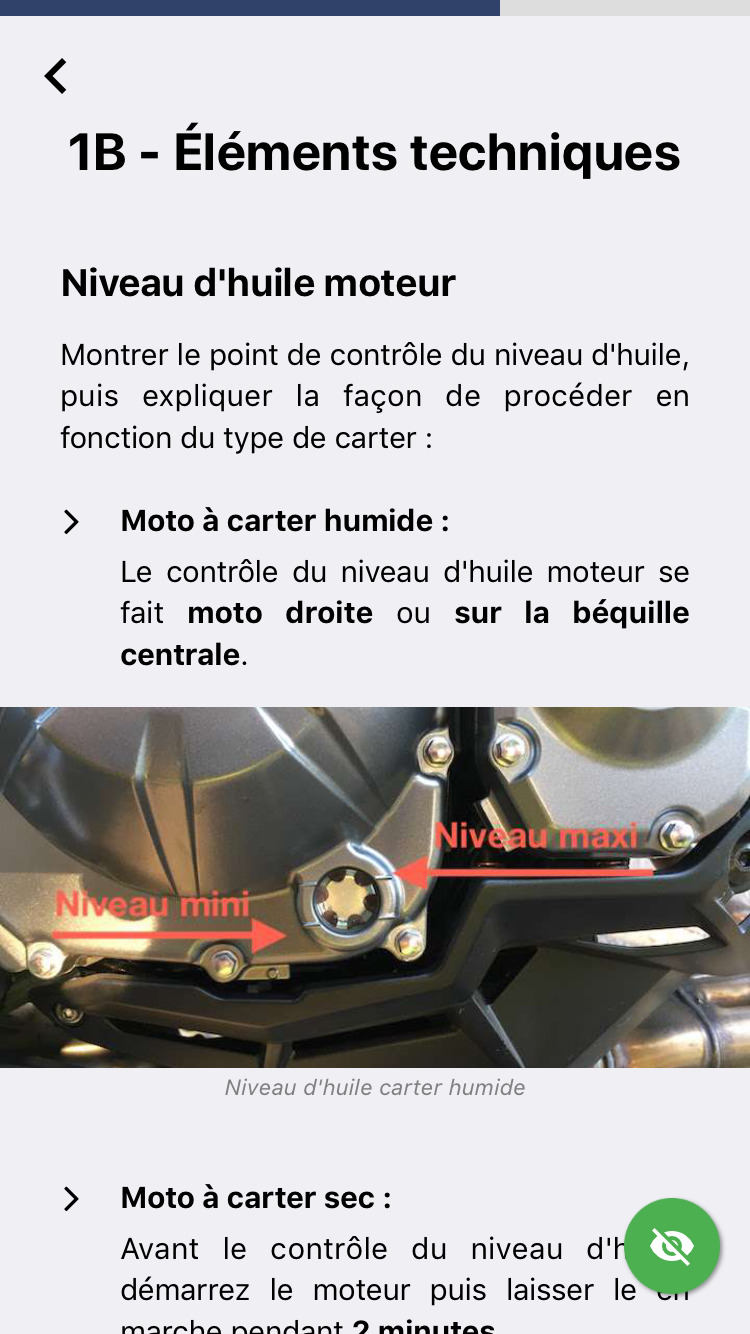 1B - Éléments techniques
Niveau d'huile moteur
Montrer le point de contrôle du niveau d'huile,
puis expliquer la façon de procéder en
fonction du type de carter :
Moto à carter humide :
Le contrôle du niveau d'huile moteur se
fait moto droite ou sur la béquille
centrale.
Niveau maxi
Niveau mini
Niveau d'huile carter humide
Moto à carter sec :
Avant le contrôle du niveau
démarrez le moteur puis laisser le en
marche pendant 2 minutes